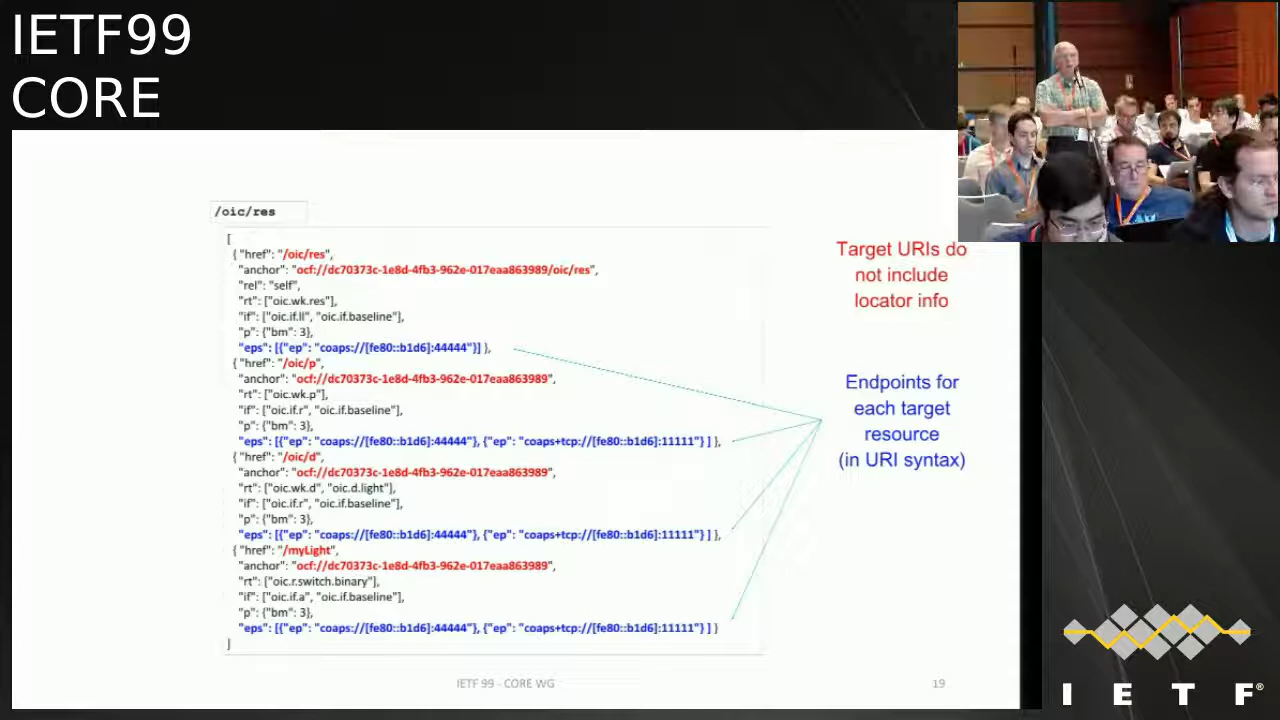 IETF99
CORE
/oic/res
[
{ "href": "/oic/res",
"anchor": "ocf://dc70373c-1e8d-4fb3-962e-017eaa863989/oic/res",
"rel": "self",
"rt": ["oic.wk.res"],
"if": ["oic.if.ll", "oic.if.baseline"],
"p": {"bm": 3},
"eps": [{"ep": "coaps://[fe80::b1d6]:44444"}] },
{ "href": "/oic/p",
"anchor": "ocf://dc70373c-1e8d-4fb3-962e-017eaa863989",
"rt": ["oic.wk.p"],
"if": ["oic.if.r", "oic.if.baseline"],
"p": {"bm": 3},
"eps": [{"ep": "coaps://[fe80::b1d6]:44444"}, {"ep": "coaps+tcp://[fe80::b1d6]:11111"} ] },
{ "href": "/oic/d",
"anchor": "ocf://dc70373c-1e8d-4fb3-962e-017eaa863989",
"rt": ["oic.wk.d", "oic.d.light"],
"if": ["oic.if.r", "oic.if.baseline"],
"p": {"bm": 3},
"eps": [{"ep": "coaps://[fe80::b1d6]:44444"}, {"ep": "coaps+tcp://[fe80::b1d6]:11111"} ] },
{ "href": "/myLight",
"anchor": "ocf://dc70373c-1e8d-4fb3-962e-017eaa863989",
"rt": ["oic.r.switch.binary"],
"if": ["oic.if.a", "oic.if.baseline"],
"p": {"bm": 3},
"eps": [{"ep": "coaps://[fe80::b1d6]:44444"}, {"ep": "coaps+tcp://[fe80::b1d6]:11111"} ] }
]
Target URIs do
not include
locator info
Endpoints for
each target
resource
(in URI syntax)
IETF 99 - CORE WG
19
I E T F®